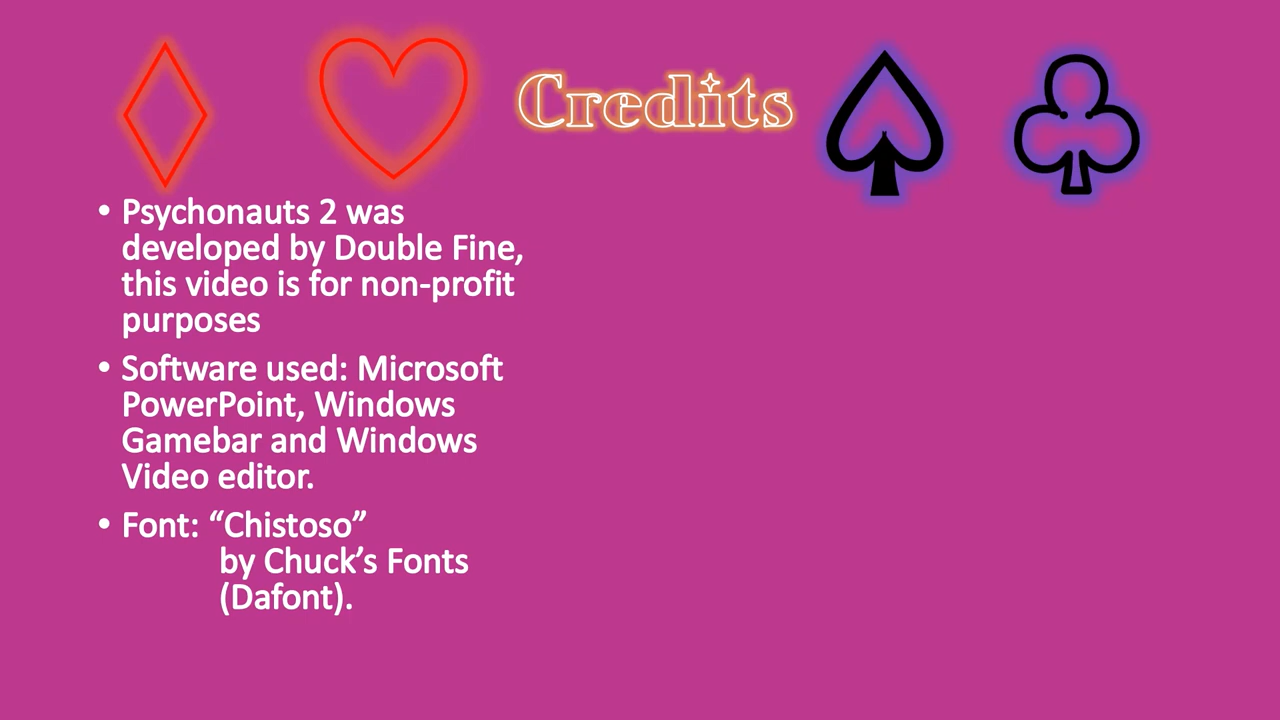 Credits
• Psychonauts 2 was
developed by Double Fine,
this video is for non-profit
purposes
• Software used: Microsoft
PowerPoint, Windows
Gamebar and Windows
Video editor.
• Font: “Chistoso”
by Chuck’s Fonts
(Dafont).